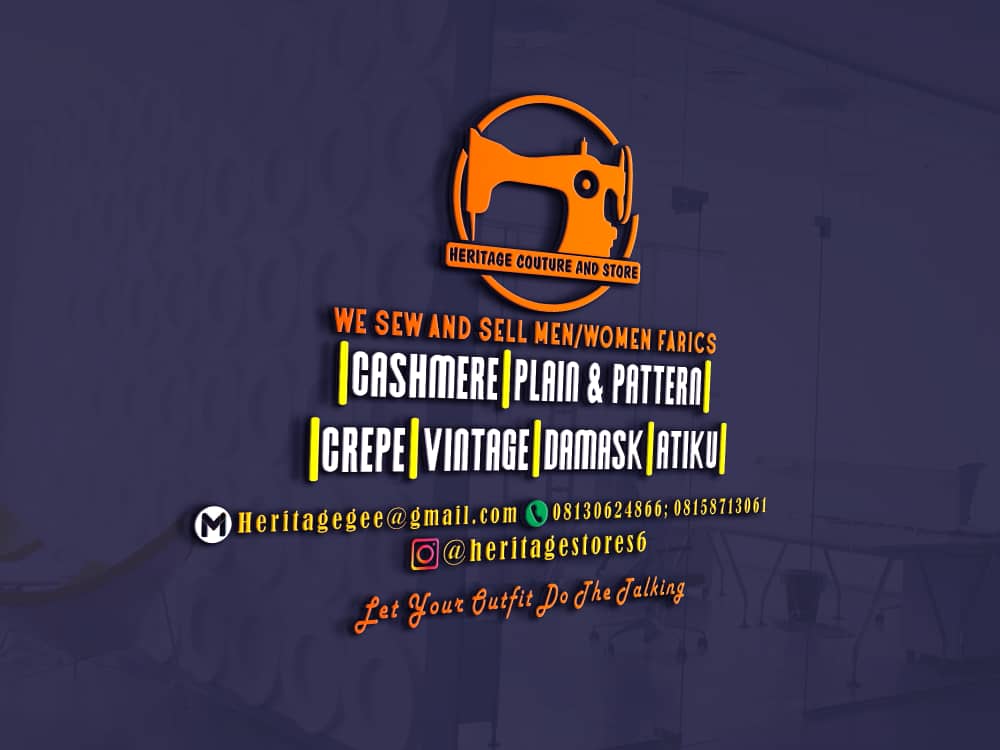 HERITAGE COUTURE AND STORE
WE SEW AND SELL MEN/WOMEN FARICS
|CASHMERE|PLAIN & PATTERN|
|CREPE|VINTAGE|DAMASK|ATIKU|
M Heritagegee@gmail.com 08130624866; 08158713061
@heritagestores6
Let Your Outfit Do The Talking